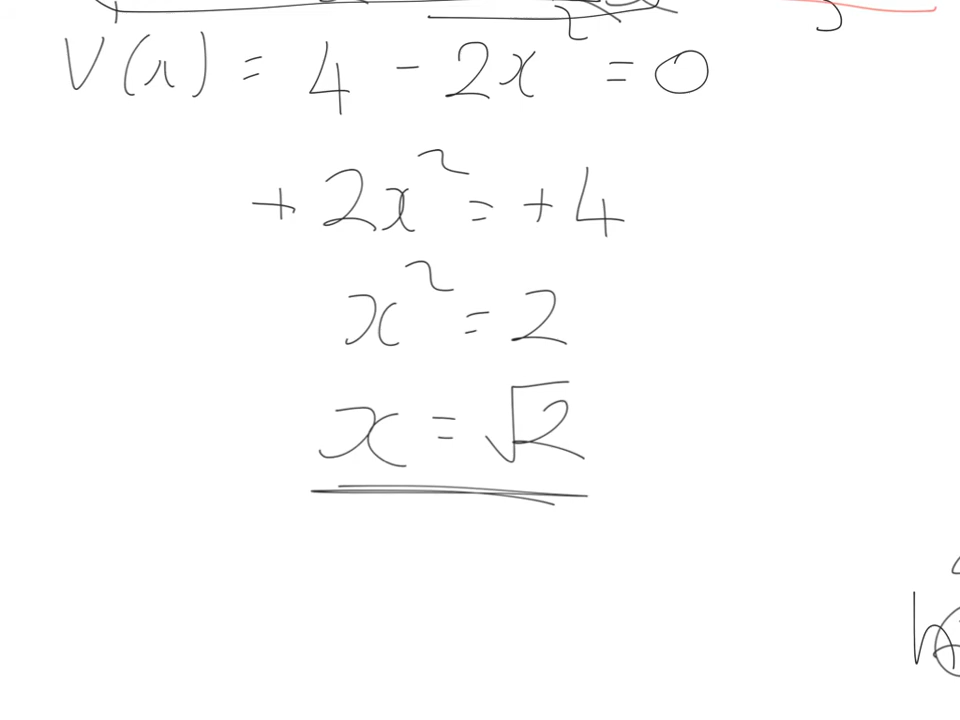 V(x) = 4 - 2x² = 0
+ 2x² = + 4
x² = 2
x = √2
h